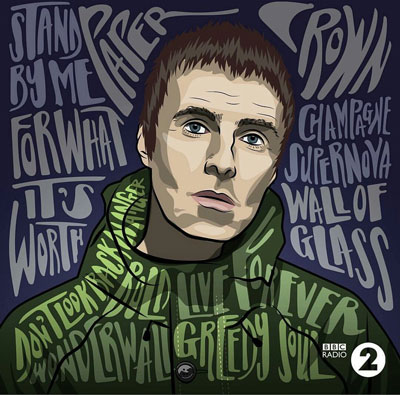 STAND
BY ME
PAPER
CROWN
FOR WHAT
IT'S
WORTH
CHAMPAGNE
SUPERNOVA
WALL OF
GLASS
DON'T LOOK BACK IN ANGER
BOLD
LIVE FOREVER
WONDERWALL
GREEDY SOUL
BBC
RADIO
2